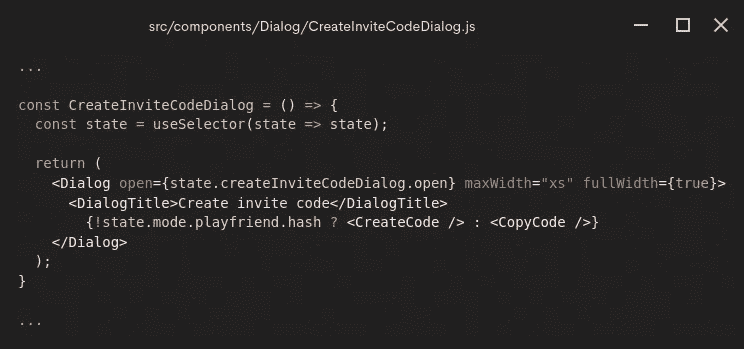 src/components/Dialog/CreateInviteCodeDialog.js
...
const CreateInviteCodeDialog = () => {
  const state = useSelector(state => state);
  return (
    <Dialog open={state.createInviteCodeDialog.open} maxWidth="xs" fullWidth={true}>
      <DialogTitle>Create invite code</DialogTitle>
        {!state.mode.playfriend.hash ? <CreateCode /> : <CopyCode />}
    </Dialog>
  );
}
...